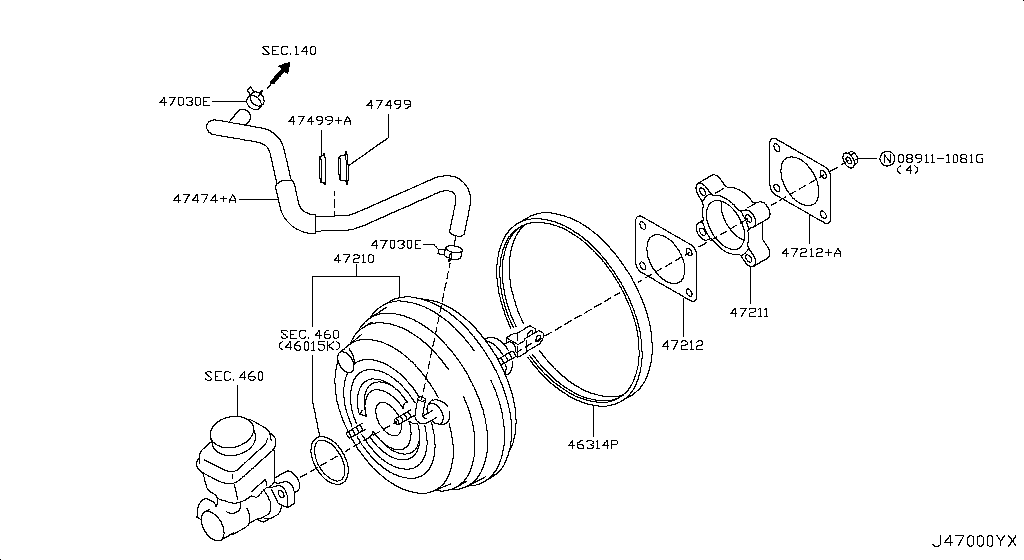 SEC.140
47030E
47499
47499+A
N 08911-1081G
(4)
47474+A
47030E
47212+A
47210
47211
SEC.460
(46015K)
47212
SEC.460
46314P
J47000YX